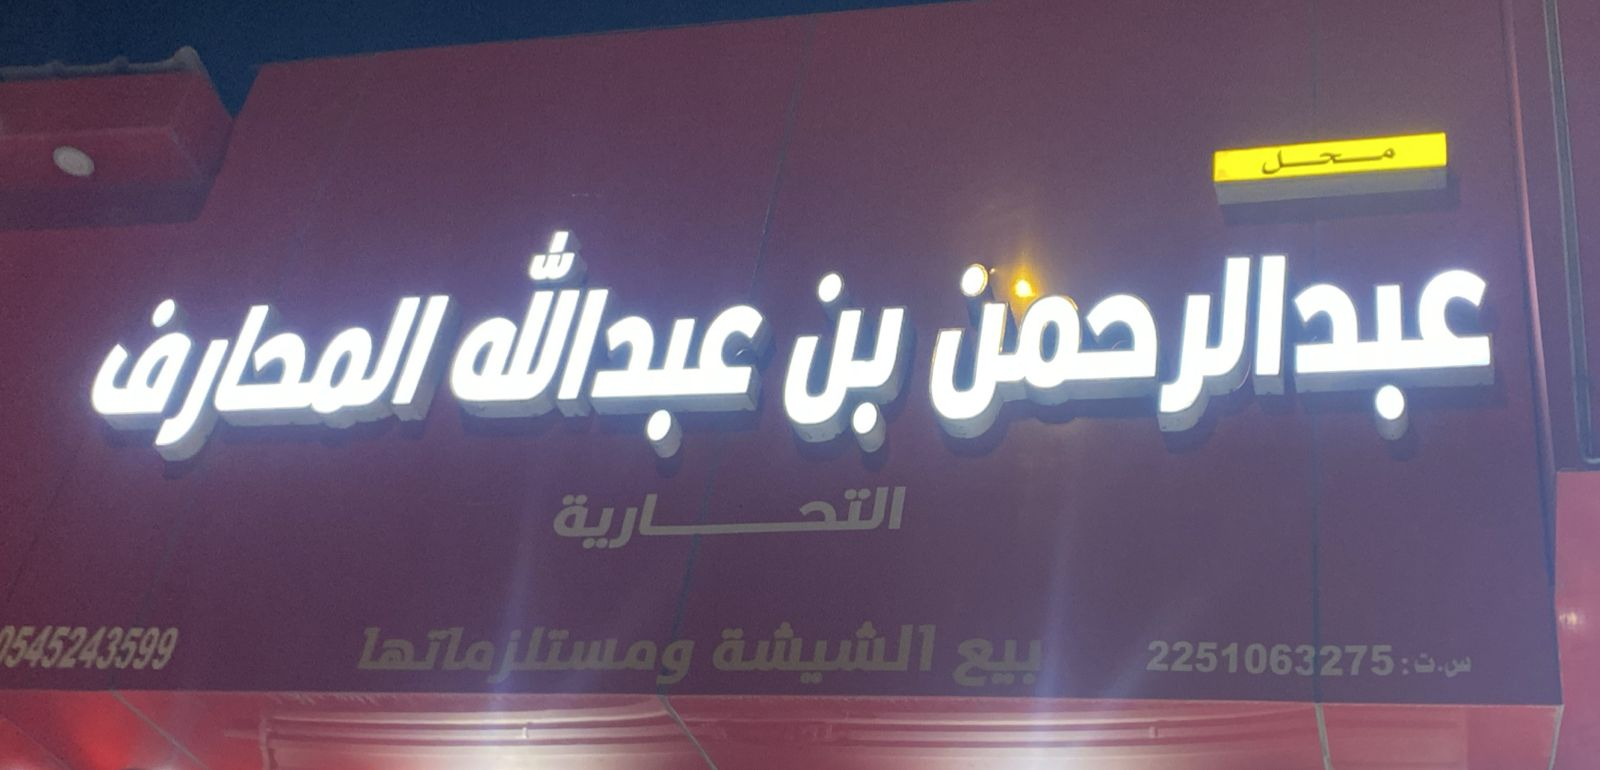 محل
عبدالرحمن بن عبدالله المحارف
التجارية
بيع الشيشة ومستلزماتها
س.ت: 2251063275
0545243599